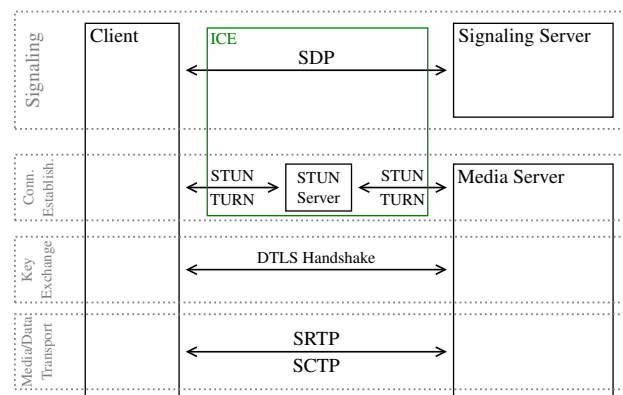 Signaling
Client
ICE
SDP
Signaling Server
Conn.
Establish.
STUN
TURN
STUN
Server
STUN
TURN
Media Server
Key
Exchange
DTLS Handshake
Media/Data
Transport
SRTP
SCTP